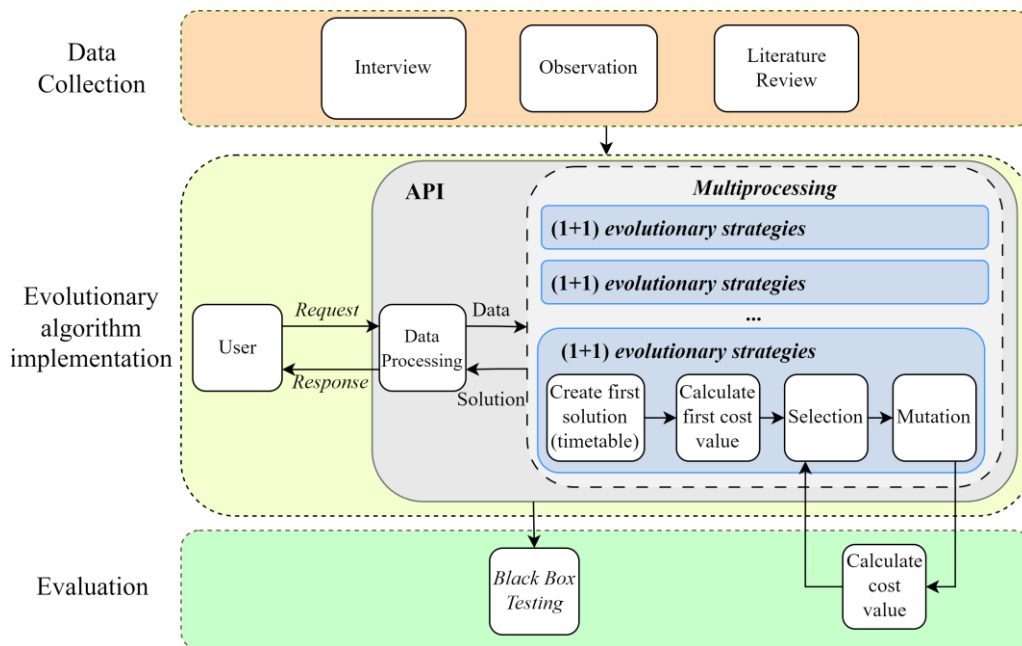 Data
Collection
Interview
Observation
Literature
Review
Evolutionary
algorithm
implementation
API
Multiprocessing
(1+1) evolutionary strategies
(1+1) evolutionary strategies
...
(1+1) evolutionary strategies
User
Request
Response
Data
Processing
Data
Solution
Create first
solution
(timetable)
Calculate
first cost
value
Selection
Mutation
Evaluation
Black Box
Testing
Calculate
cost
value